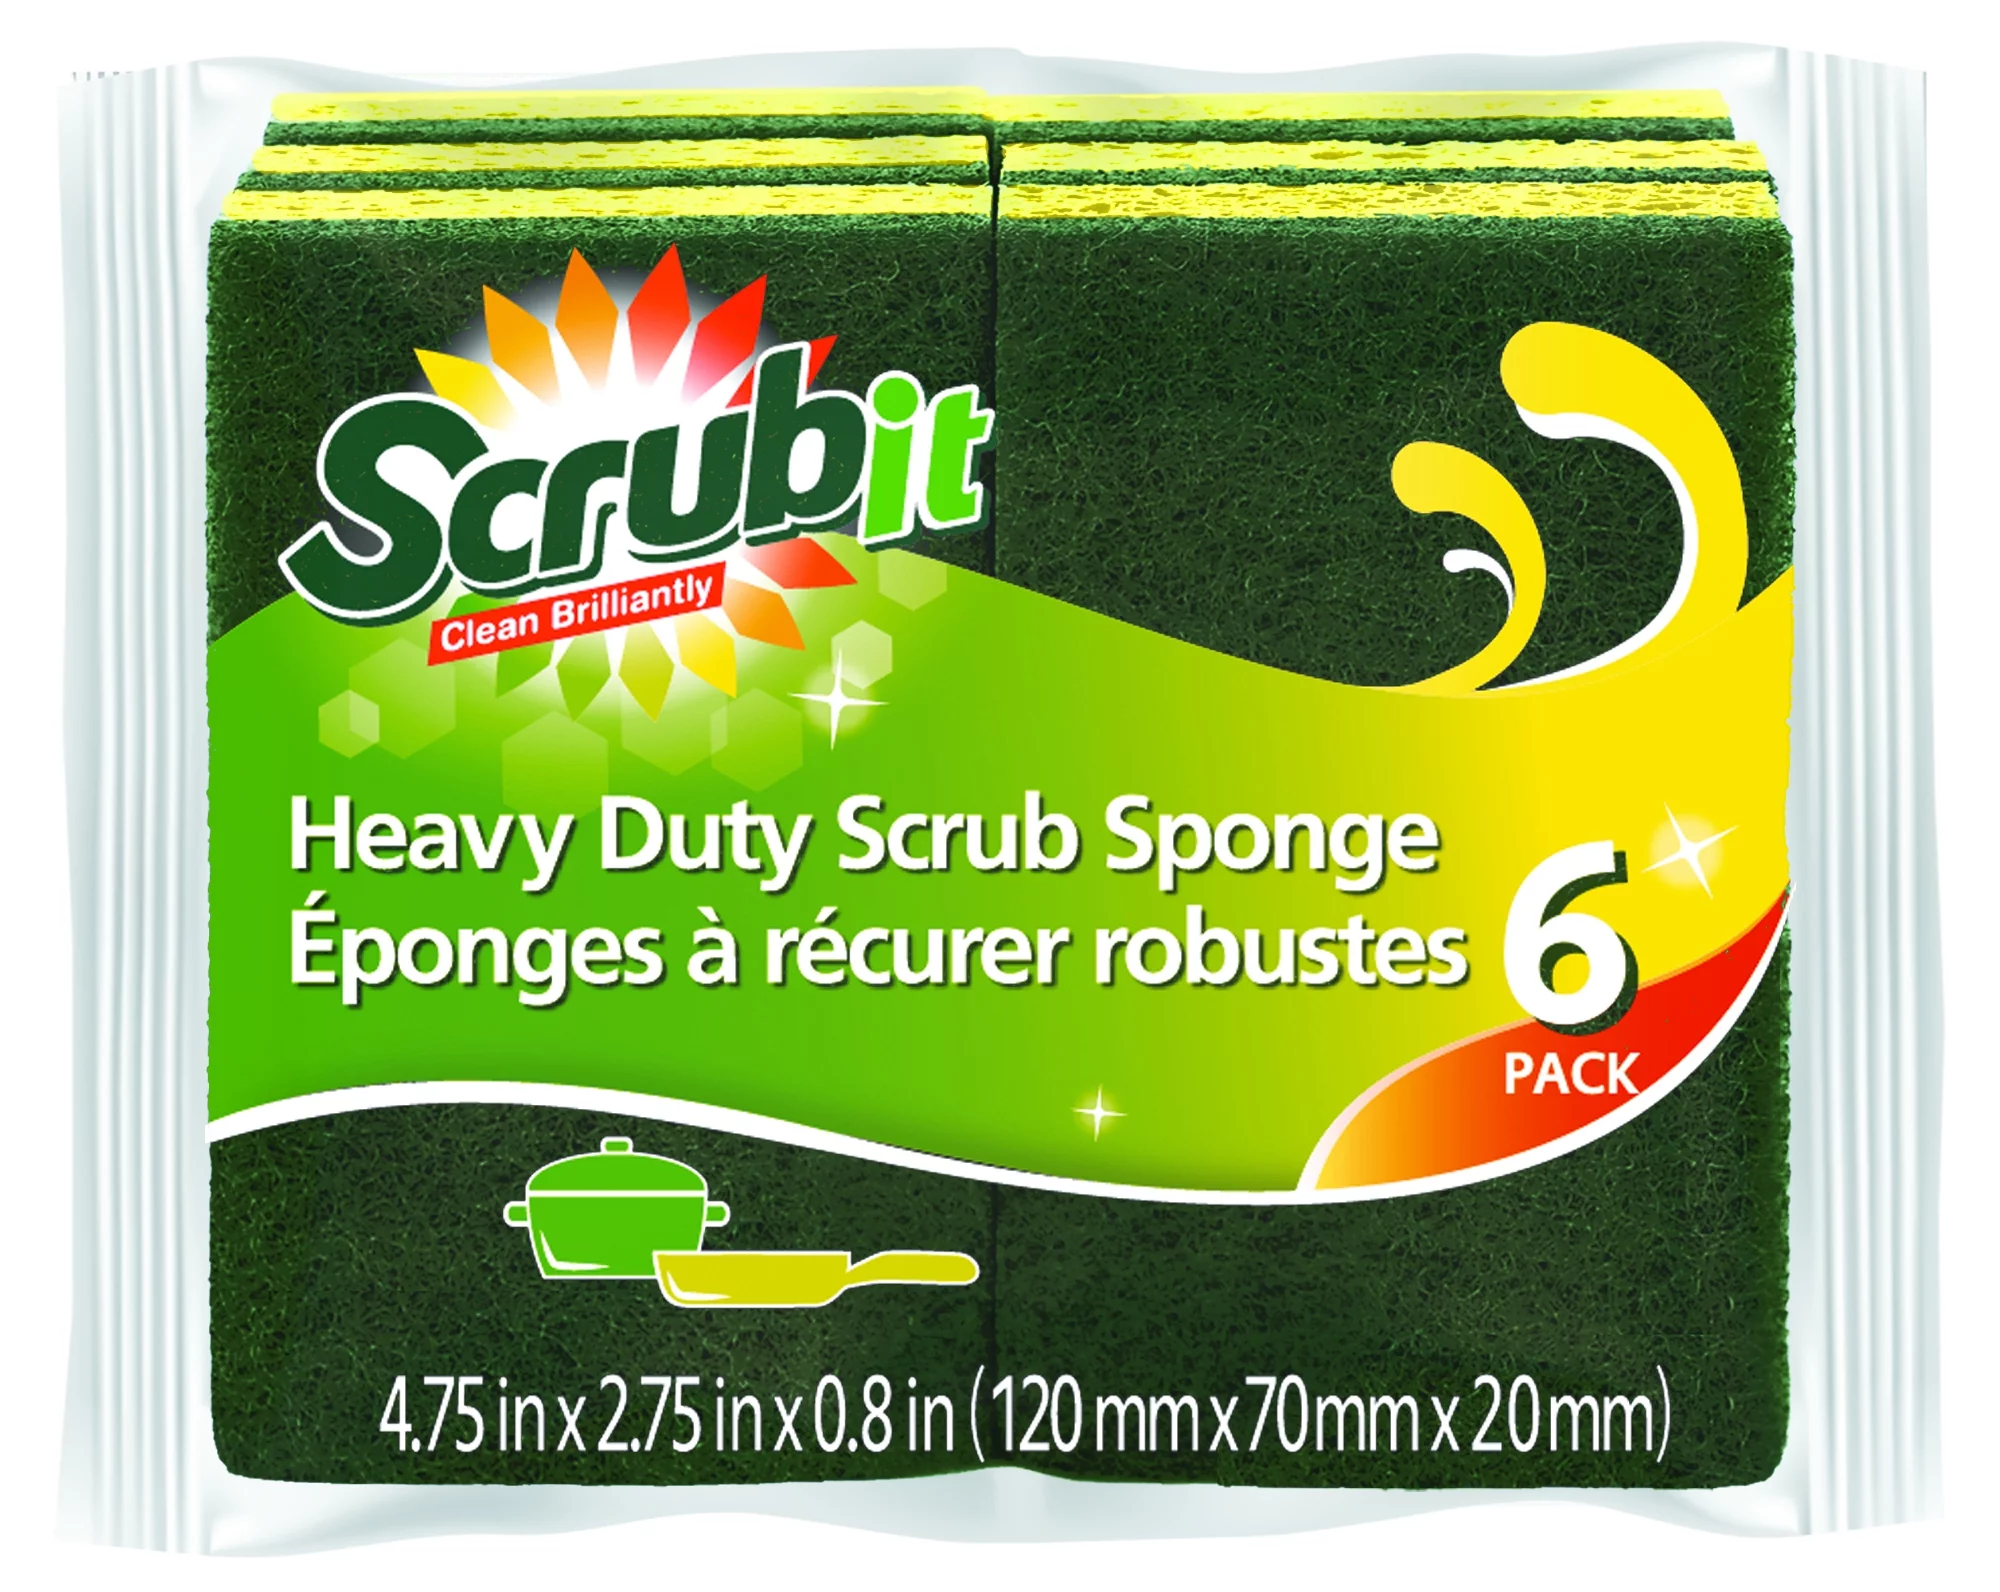 Scrubit
Clean Brilliantly
Heavy Duty Scrub Sponge
Éponges à récurer robustes
6
PACK
4.75 in x 2.75 in x 0.8 in (120 mm x 70mm x 20mm)